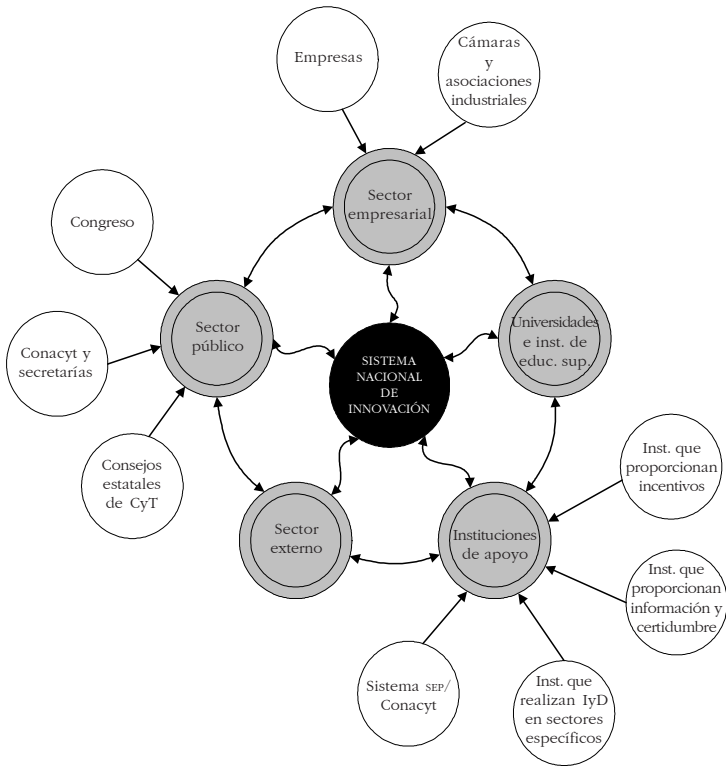 Empresas
Cámaras
y
asociaciones
industriales
Sector
empresarial
Congreso
Sector
público
Universidades
e inst. de
educ. sup.
Conacyt y
secretarías
SISTEMA
NACIONAL
DE
INNOVACIÓN
Consejos
estatales
de CyT
Inst. que
proporcionan
incentivos
Sector
externo
Instituciones
de apoyo
Inst. que
proporcionan
información y
certidumbre
Sistema SEP/
Conacyt
Inst. que
realizan IyD
en sectores
específicos